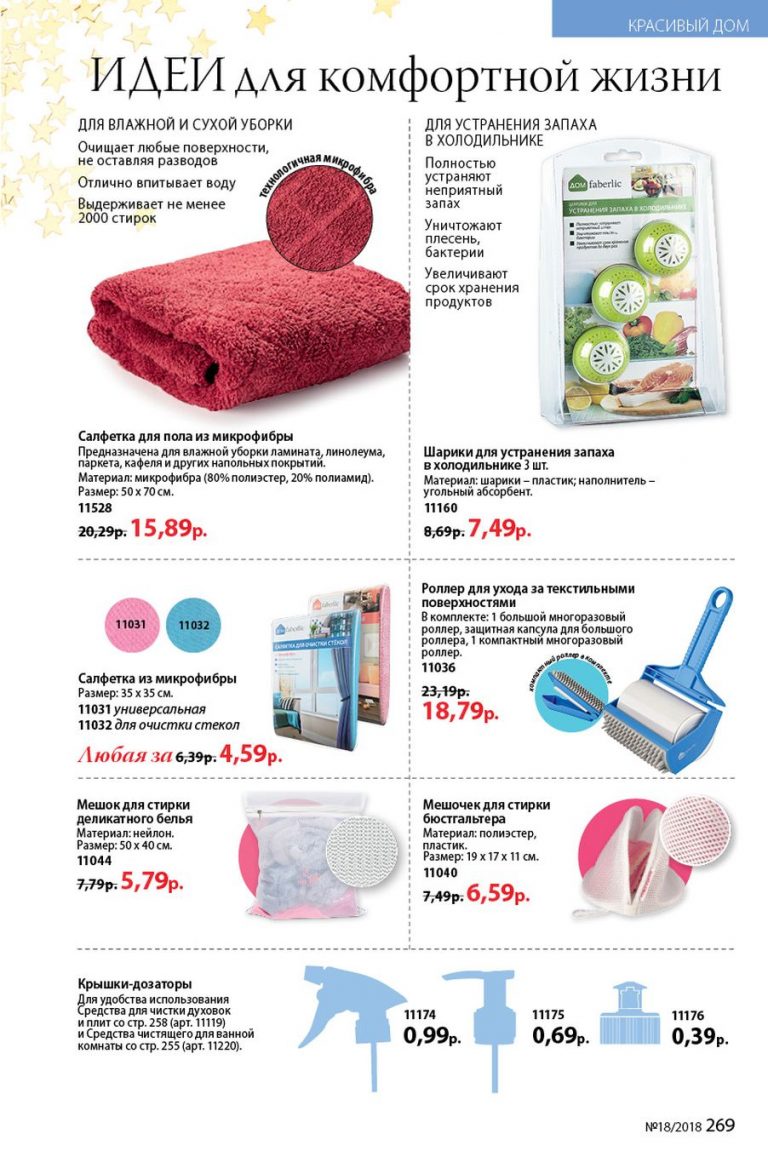 КРАСИВЫЙ ДОМ
ИДЕИ для комфортной жизни
ДЛЯ ВЛАЖНОЙ И СУХОЙ УБОРКИ
Очищает любые поверхности,
не оставляя разводов
Отлично впитывает воду
Выдерживает не менее
2000 стирок
технологичная микрофибра
Салфетка для пола из микрофибры
Предназначена для влажной уборки ламината, линолеума,
паркета, кафеля и других напольных покрытий.
Материал: микрофибра (80% полиэстер, 20% полиамид).
Размер: 50 х 70 см.
11528
20,29р. 15,89р.
ДЛЯ УСТРАНЕНИЯ ЗАПАХА
В ХОЛОДИЛЬНИКЕ
Полностью
устраняют
неприятный
запах
Уничтожают
плесень,
бактерии
Увеличивают
срок хранения
продуктов
ДОМ faberlic
ШАРИКИ ДЛЯ
УСТРАНЕНИЯ ЗАПАХА В ХОЛОДИЛЬНИКЕ
Шарики для устранения запаха
в холодильнике 3 шт.
Материал: шарики – пластик; наполнитель –
угольный абсорбент.
11160
8,69р. 7,49р.
11031
11032
faberlic
САЛФЕТКА ДЛЯ ОЧИСТКИ СТЁКОЛ
Салфетка из микрофибры
Размер: 35 х 35 см.
11031 универсальная
11032 для очистки стекол
Любая за 6,39р. 4,59р.
Роллер для ухода за текстильными
поверхностями
В комплекте: 1 большой многоразовый
роллер, защитная капсула для большого
роллера, 1 компактный многоразовый
роллер.
11036
23,19р.
18,79р.
компактный роллер в комплекте
Мешок для стирки
деликатного белья
Материал: нейлон.
Размер: 50 х 40 см.
11044
7,79р. 5,79р.
Мешочек для стирки
бюстгальтера
Материал: полиэстер,
пластик.
Размер: 19 х 17 х 11 см.
11040
7,49р. 6,59р.
Крышки-дозаторы
Для удобства использования
Средства для чистки духовок
и плит со стр. 258 (арт. 11119)
и Средства чистящего для ванной
комнаты со стр. 255 (арт. 11220).
11174
0,99р.
11175
0,69р.
11176
0,39р.
№18/2018 269